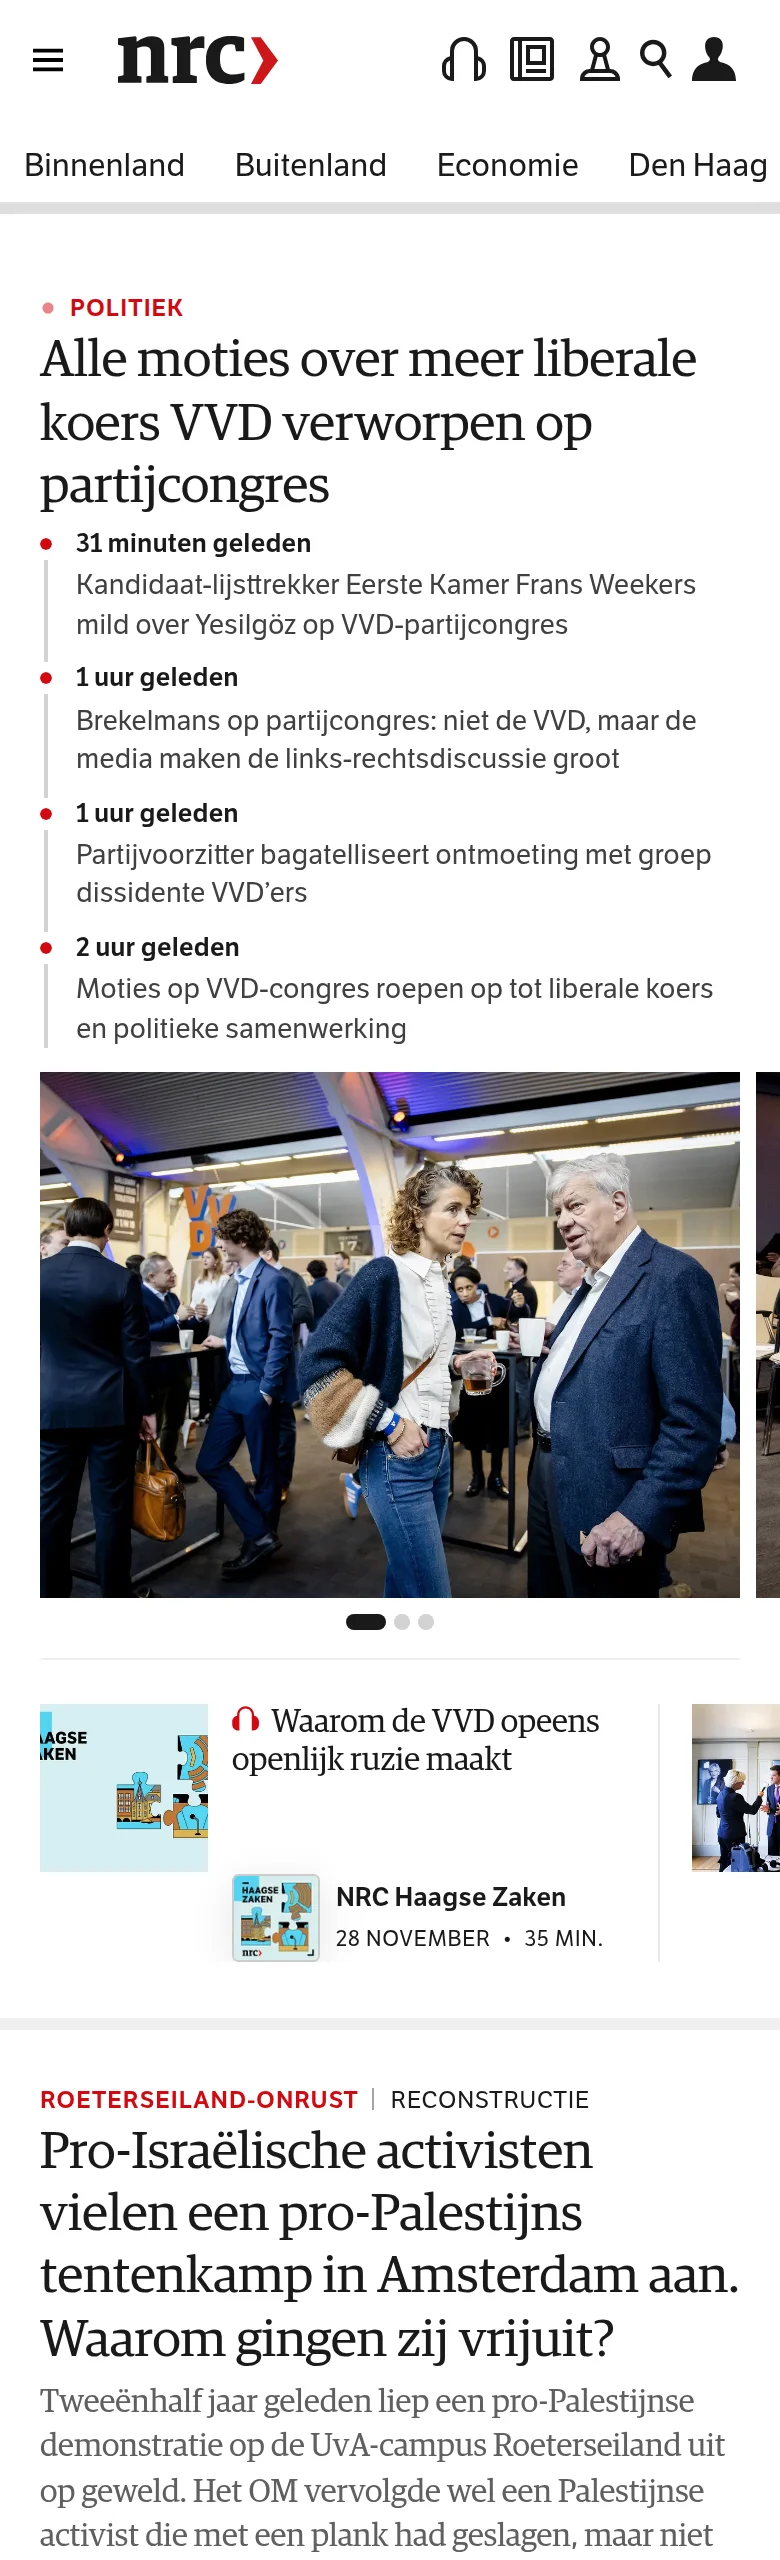 nrc
Binnenland Buitenland Economie Den Haag
POLITIEK
Alle moties over meer liberale
koers VVD verworpen op
partijcongres
31 minuten geleden
Kandidaat-lijsttrekker Eerste Kamer Frans Weekers
mild over Yesilgöz op VVD-partijcongres
1 uur geleden
Brekelmans op partijcongres: niet de VVD, maar de
media maken de links-rechtsdiscussie groot
1 uur geleden
Partijvoorzitter bagatelliseert ontmoeting met groep
dissidente VVD’ers
2 uur geleden
Moties op VVD-congres roepen op tot liberale koers
en politieke samenwerking
VVD
AAGSE
AKEN
Waarom de VVD opeens
openlijk ruzie maakt
HAAGSE
ZAKEN
nrc
NRC Haagse Zaken
28 NOVEMBER • 35 MIN.
ROETERSEILAND-ONRUST | RECONSTRUCTIE
Pro-Israëlische activisten
vielen een pro-Palestijns
tentenkamp in Amsterdam aan.
Waarom gingen zij vrijuit?
Tweeënhalf jaar geleden liep een pro-Palestijnse
demonstratie op de UvA-campus Roeterseiland uit
op geweld. Het OM vervolgde wel een Palestijnse
activist die met een plank had geslagen, maar niet